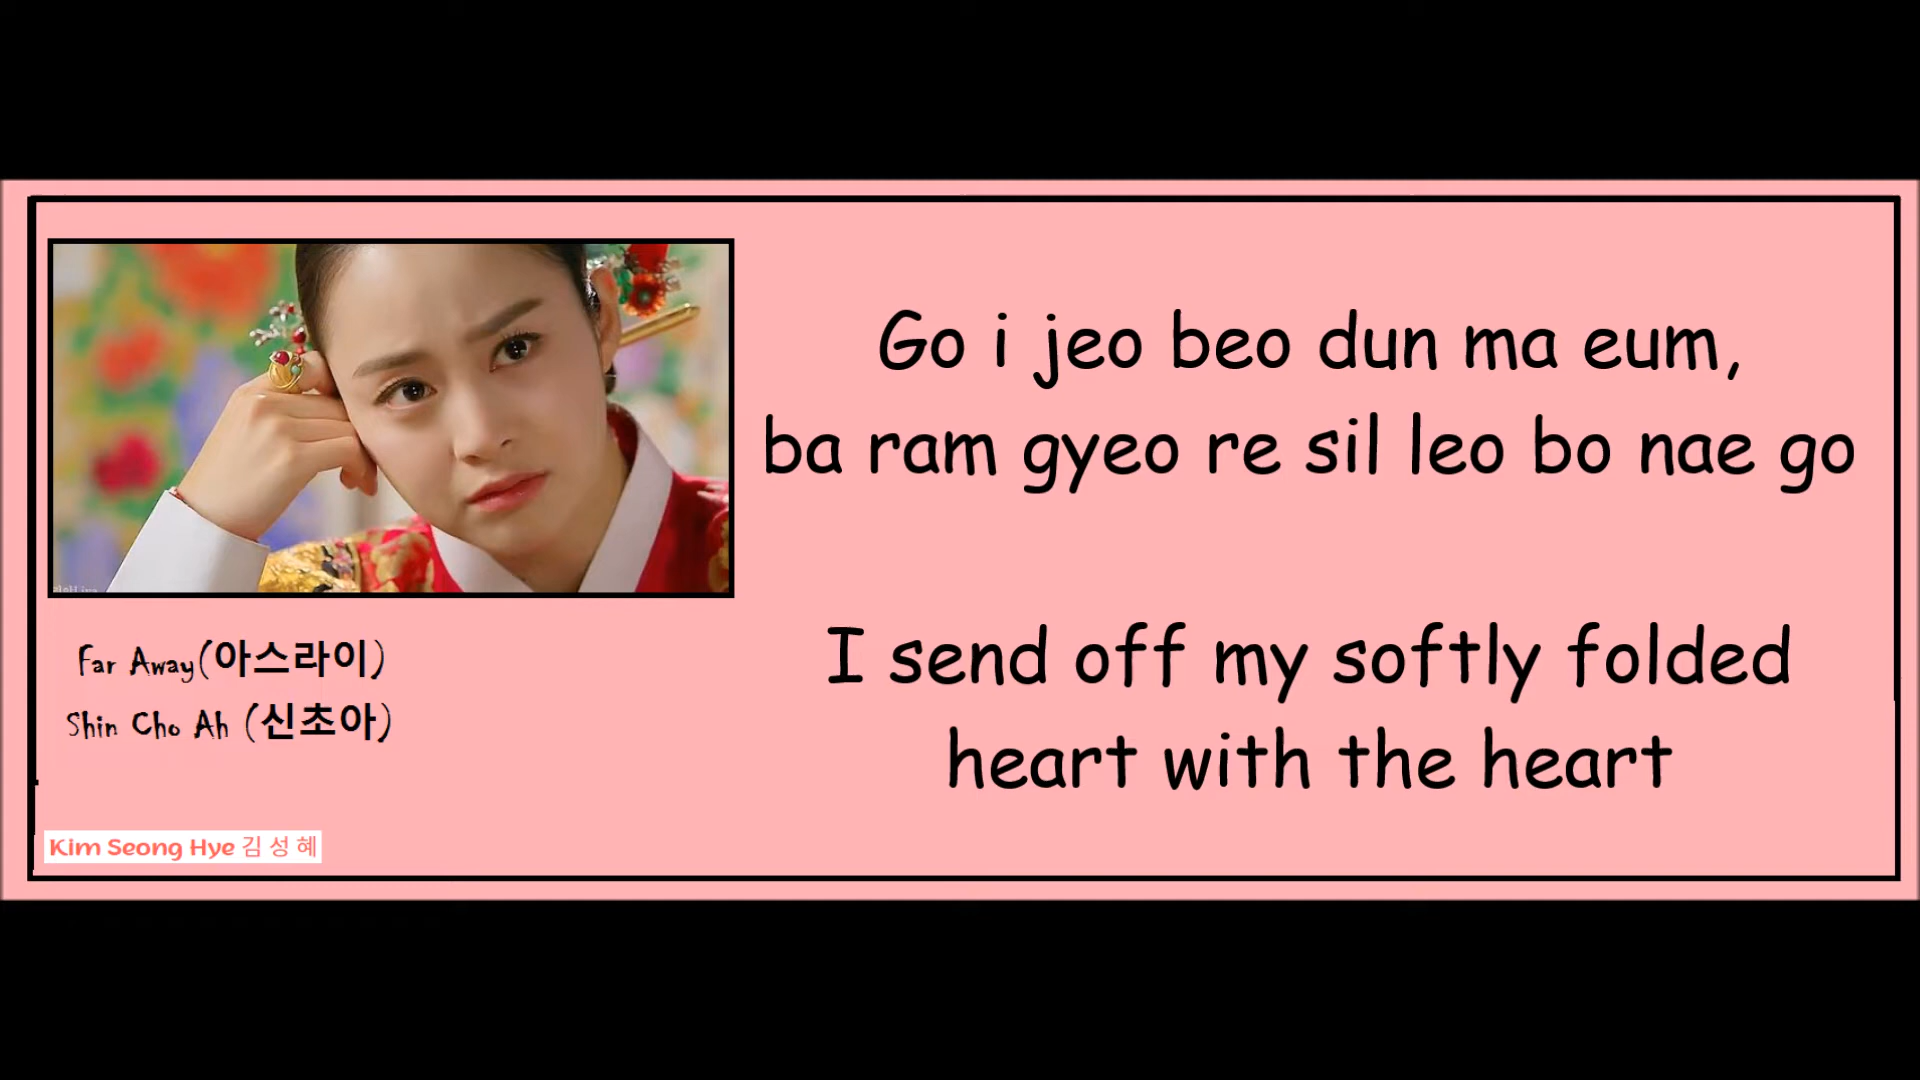 Go i jeo beo dun ma eum,
ba ram gyeo re sil leo bo nae go
I send off my softly folded
heart with the heart
Far Away(아스라이)
Shin Cho Ah (신초아)
Kim Seong Hye 김성혜